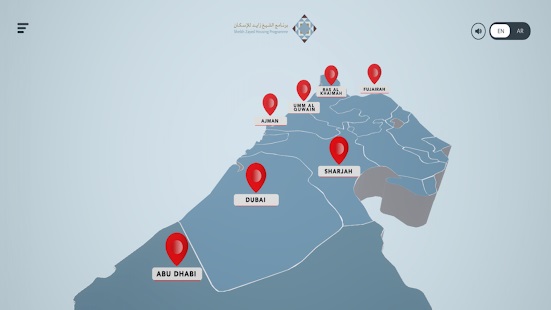 برنامج الشيخ زايد للإسكان
Sheikh Zayed Housing Programme
EN
AR
RAS AL
KHAIMAH
FUJAIRAH
UMM AL
QUWAIN
AJMAN
SHARJAH
DUBAI
ABU DHABI